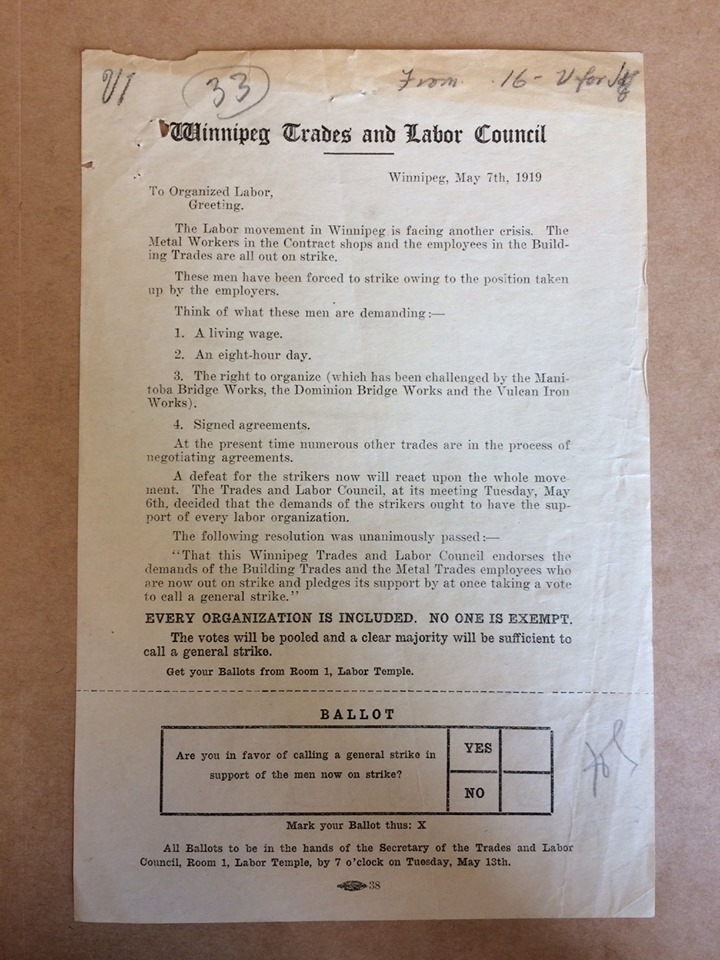 VI 33 From 16-
Winnipeg Trades and Labor Council
Winnipeg, May 7th, 1919
To Organized Labor,
Greeting.
The Labor movement in Winnipeg is facing another crisis. The
Metal Workers in the Contract shops and the employees in the Build-
ing Trades are all out on strike.
These men have been forced to strike owing to the position taken
up by the employers.
Think of what these men are demanding:—
1. A living wage.
2. An eight-hour day.
3. The right to organize (which has been challenged by the Mani-
toba Bridge Works, the Dominion Bridge Works and the Vulcan Iron
Works).
4. Signed agreements.
At the present time numerous other trades are in the process of
negotiating agreements.
A defeat for the strikers now will react upon the whole move-
ment. The Trades and Labor Council, at its meeting Tuesday, May
6th, decided that the demands of the strikers ought to have the sup-
port of every labor organization.
The following resolution was unanimously passed:—
"That this Winnipeg Trades and Labor Council endorses the
demands of the Building Trades and the Metal Trades employees who
are now out on strike and pledges its support by at once taking a vote
to call a general strike."
EVERY ORGANIZATION IS INCLUDED. NO ONE IS EXEMPT.
The votes will be pooled and a clear majority will be sufficient to
call a general strike.
Get your Ballots from Room 1, Labor Temple.
BALLOT
Are you in favor of calling a general strike in
support of the men now on strike?
YES
NO
Mark your Ballot thus: X
All Ballots to be in the hands of the Secretary of the Trades and Labor
Council, Room 1, Labor Temple, by 7 o'clock on Tuesday, May 13th.
38